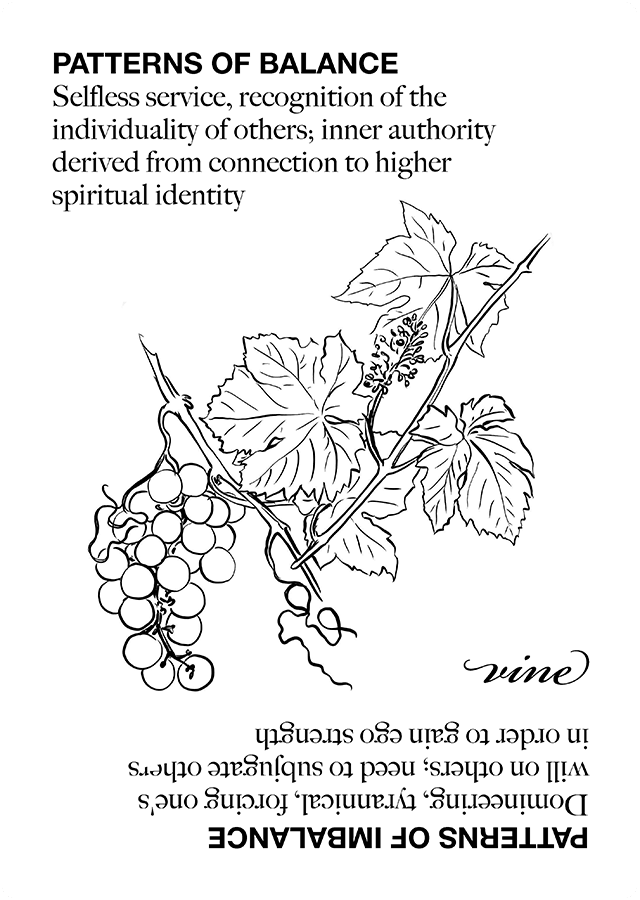 PATTERNS OF BALANCE
Selfless service, recognition of the
individuality of others; inner authority
derived from connection to higher
spiritual identity
vine
PATTERNS OF IMBALANCE
Domineering, tyrannical, forcing one's
will on others; need to subjugate others
in order to gain ego strength